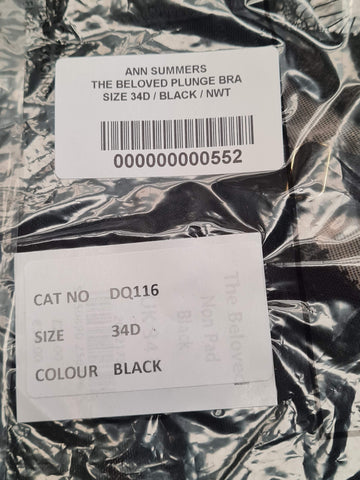 ANN SUMMERS
THE BELOVED PLUNGE BRA
SIZE 34D / BLACK / NWT
000000000552
CAT NO DQ116
SIZE 34D
COLOUR BLACK
The Beloved
Non Pad
Black